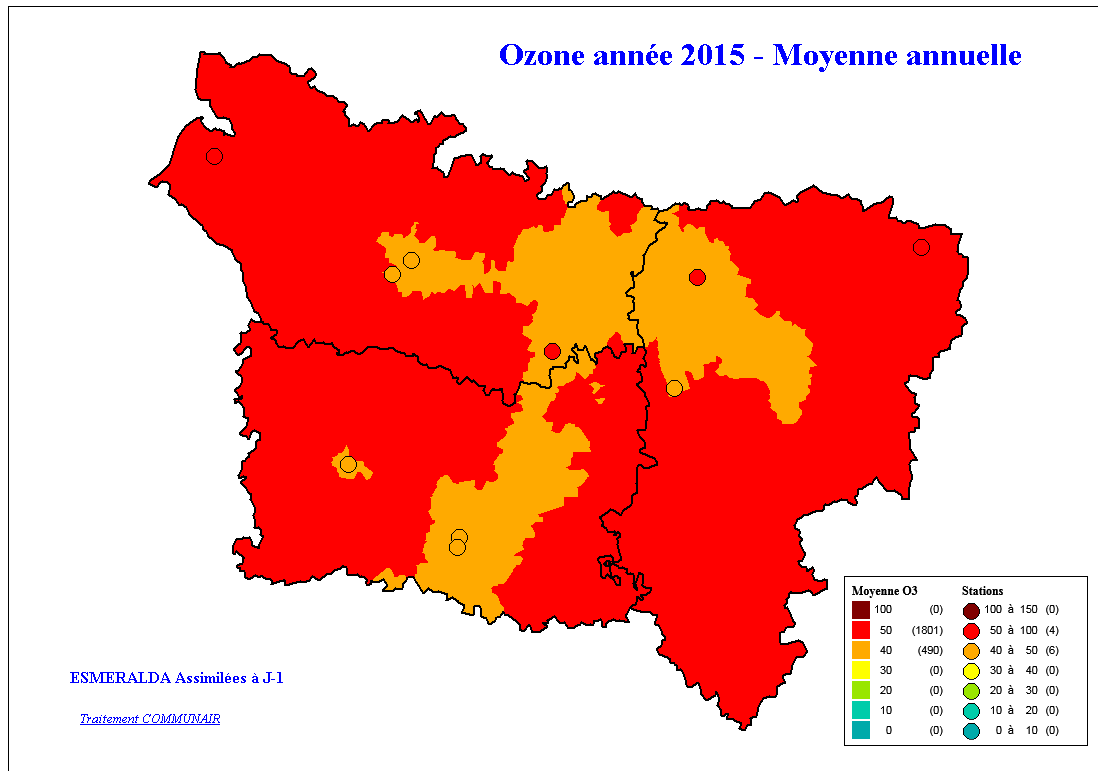 Ozone année 2015 - Moyenne annuelle
ESMERALDA Assimilées à J-1
Traitement COMMUNAIR
Moyenne O3 Stations
100 (0) 100 à 150 (0)
50 (1801) 50 à 100 (4)
40 (490) 40 à 50 (6)
30 (0) 30 à 40 (0)
20 (0) 20 à 30 (0)
10 (0) 10 à 20 (0)
0 (0) 0 à 10 (0)